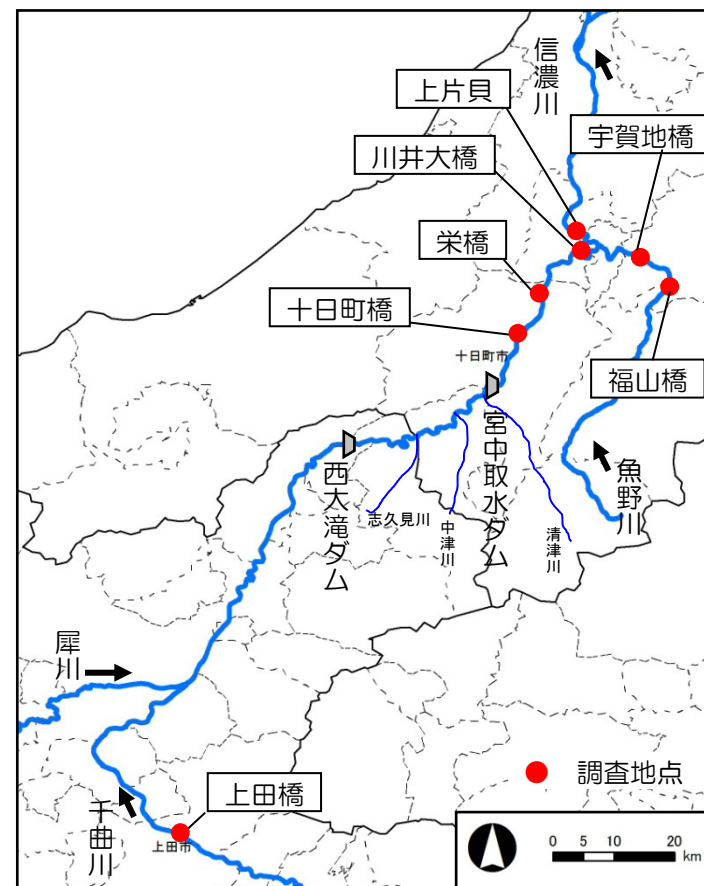 信濃川
上片貝
宇賀地橋
川井大橋
栄橋
十日町橋
十日町市
福山橋
宮中取水ダム
西大滝ダム
魚野川
志久見川
中津川
清津川
犀川
調査地点
上田橋
千曲川
上田市
0 5 10 20
km